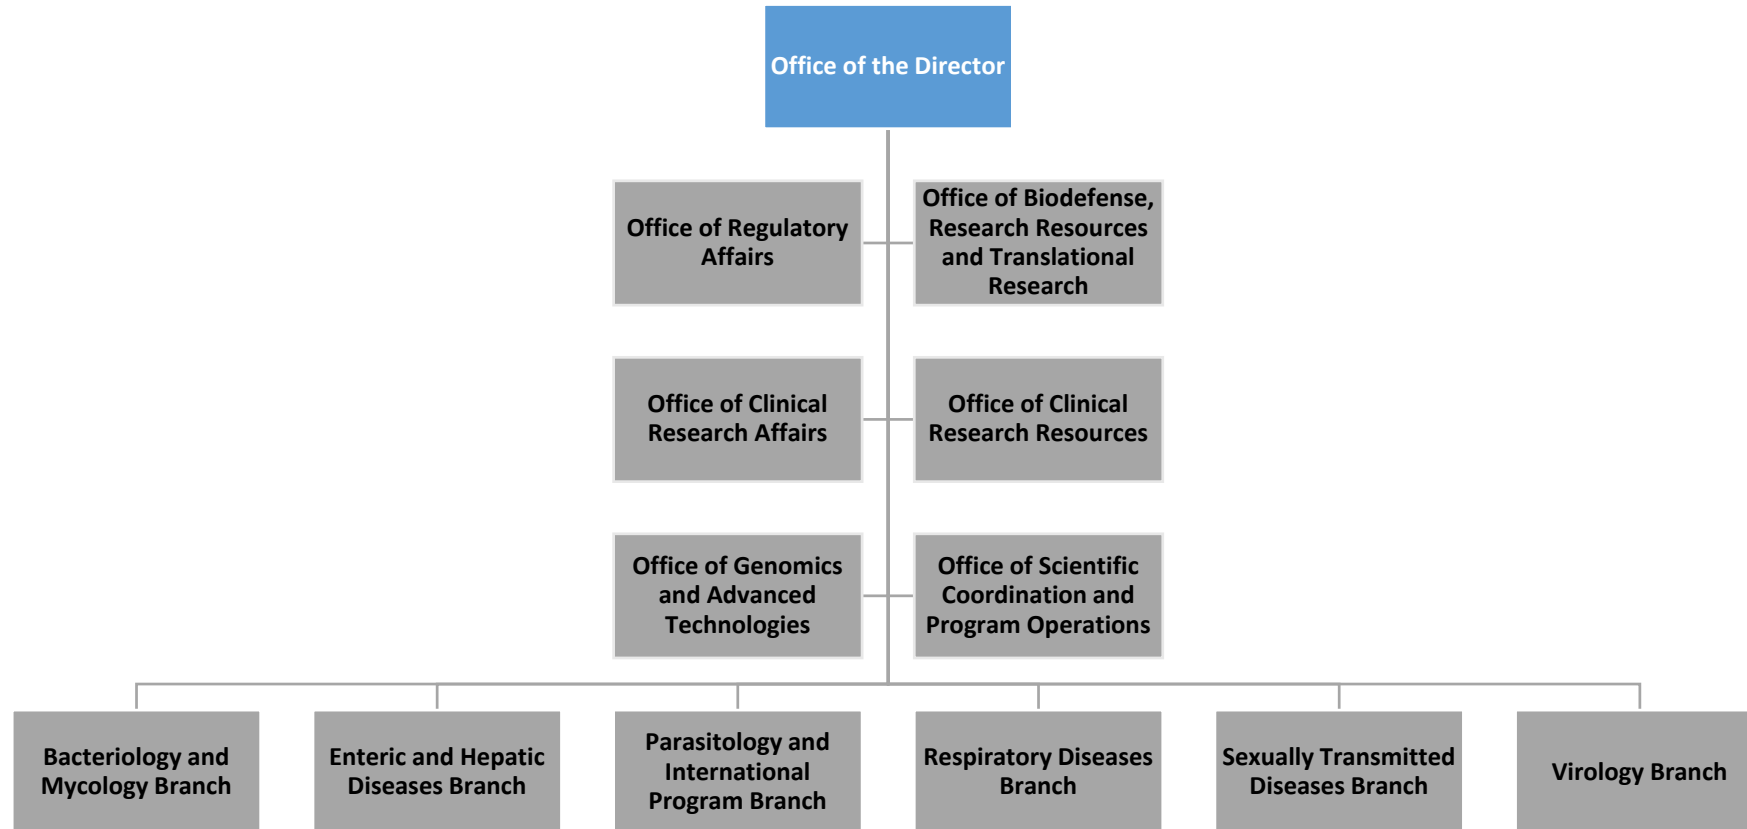 Office of the Director
Office of Regulatory
Affairs
Office of Biodefense,
Research Resources
and Translational
Research
Office of Clinical
Research Affairs
Office of Clinical
Research Resources
Office of Genomics
and Advanced
Technologies
Office of Scientific
Coordination and
Program Operations
Bacteriology and
Mycology Branch
Enteric and Hepatic
Diseases Branch
Parasitology and
International
Program Branch
Respiratory Diseases
Branch
Sexually Transmitted
Diseases Branch
Virology Branch